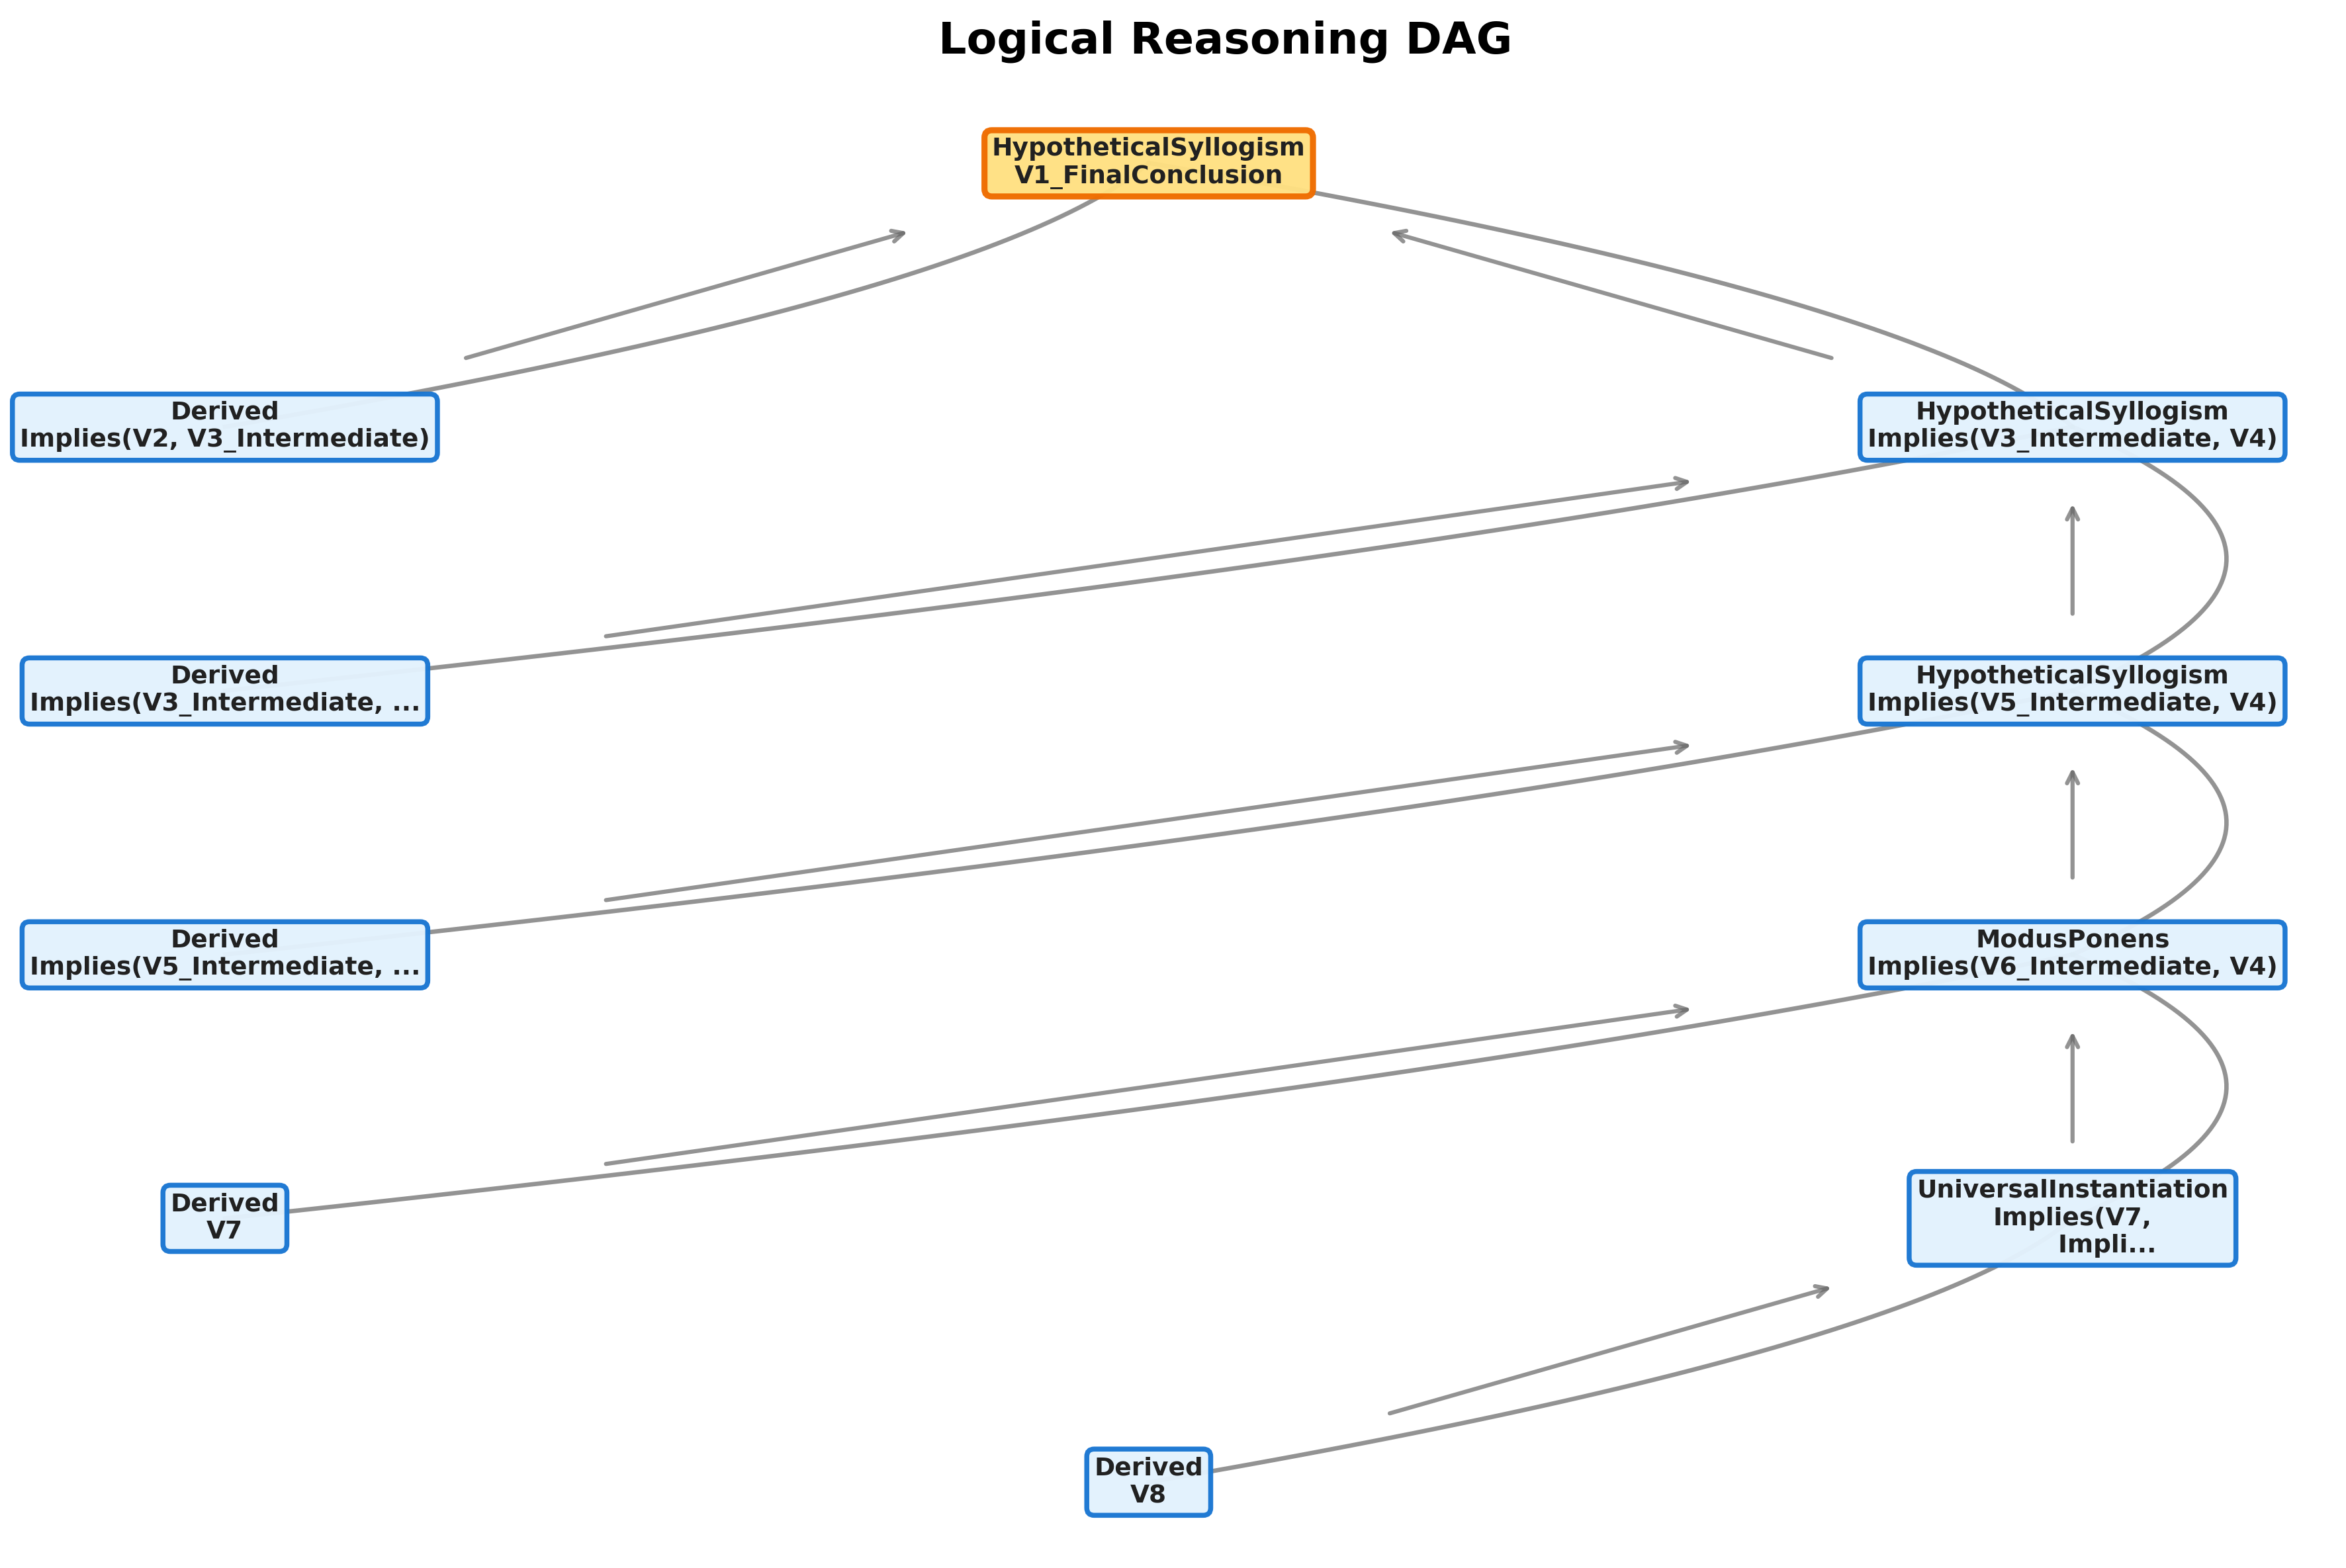 Logical Reasoning DAG
HypotheticalSyllogism
V1_FinalConclusion
Derived
Implies(V2, V3_Intermediate)
HypotheticalSyllogism
Implies(V3_Intermediate, V4)
Derived
Implies(V3_Intermediate, ...
HypotheticalSyllogism
Implies(V5_Intermediate, V4)
Derived
Implies(V5_Intermediate, ...
ModusPonens
Implies(V6_Intermediate, V4)
Derived
V7
UniversalInstantiation
Implies(V7,
Impli...
Derived
V8